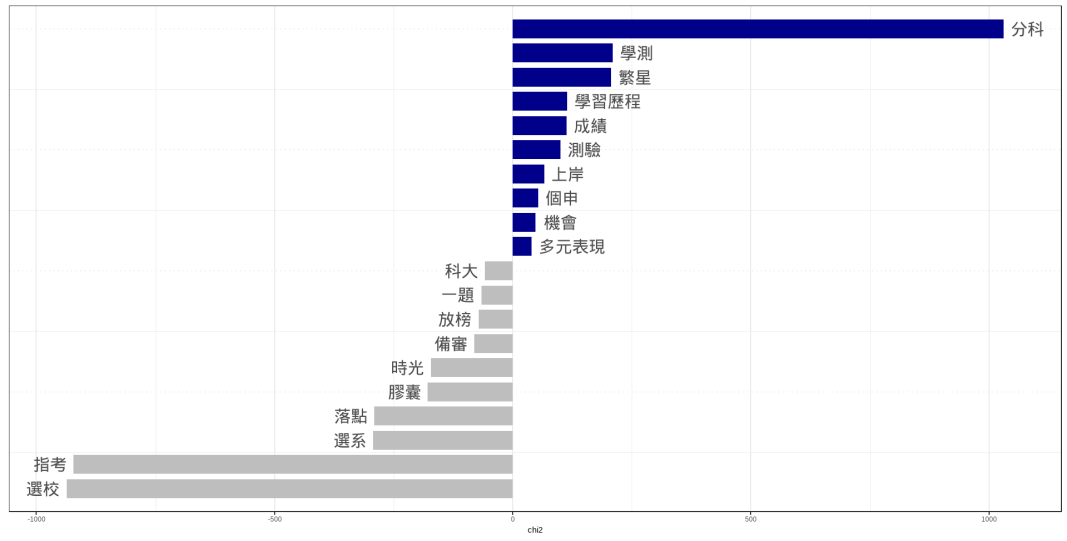 分科
學測
繁星
學習歷程
成績
測驗
上岸
個申
機會
多元表現
科大
一題
放榜
備審
時光
膠囊
落點
選系
指考
選校
-1000 -500 0 500 1000
chi2